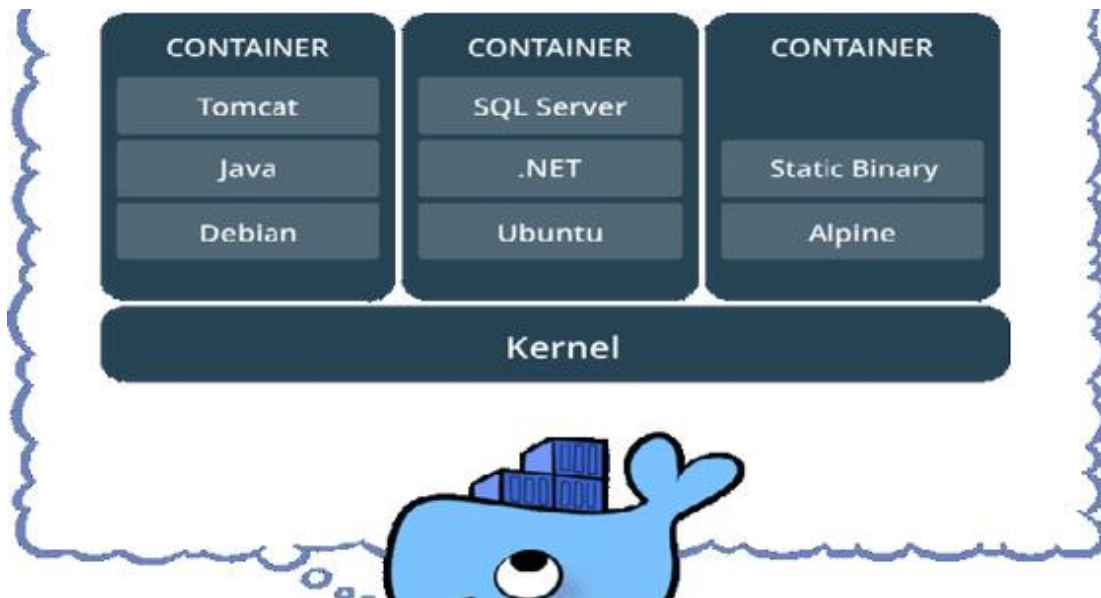 CONTAINER
Tomcat
Java
Debian
CONTAINER
SQL Server
.NET
Ubuntu
CONTAINER
Static Binary
Alpine
Kernel